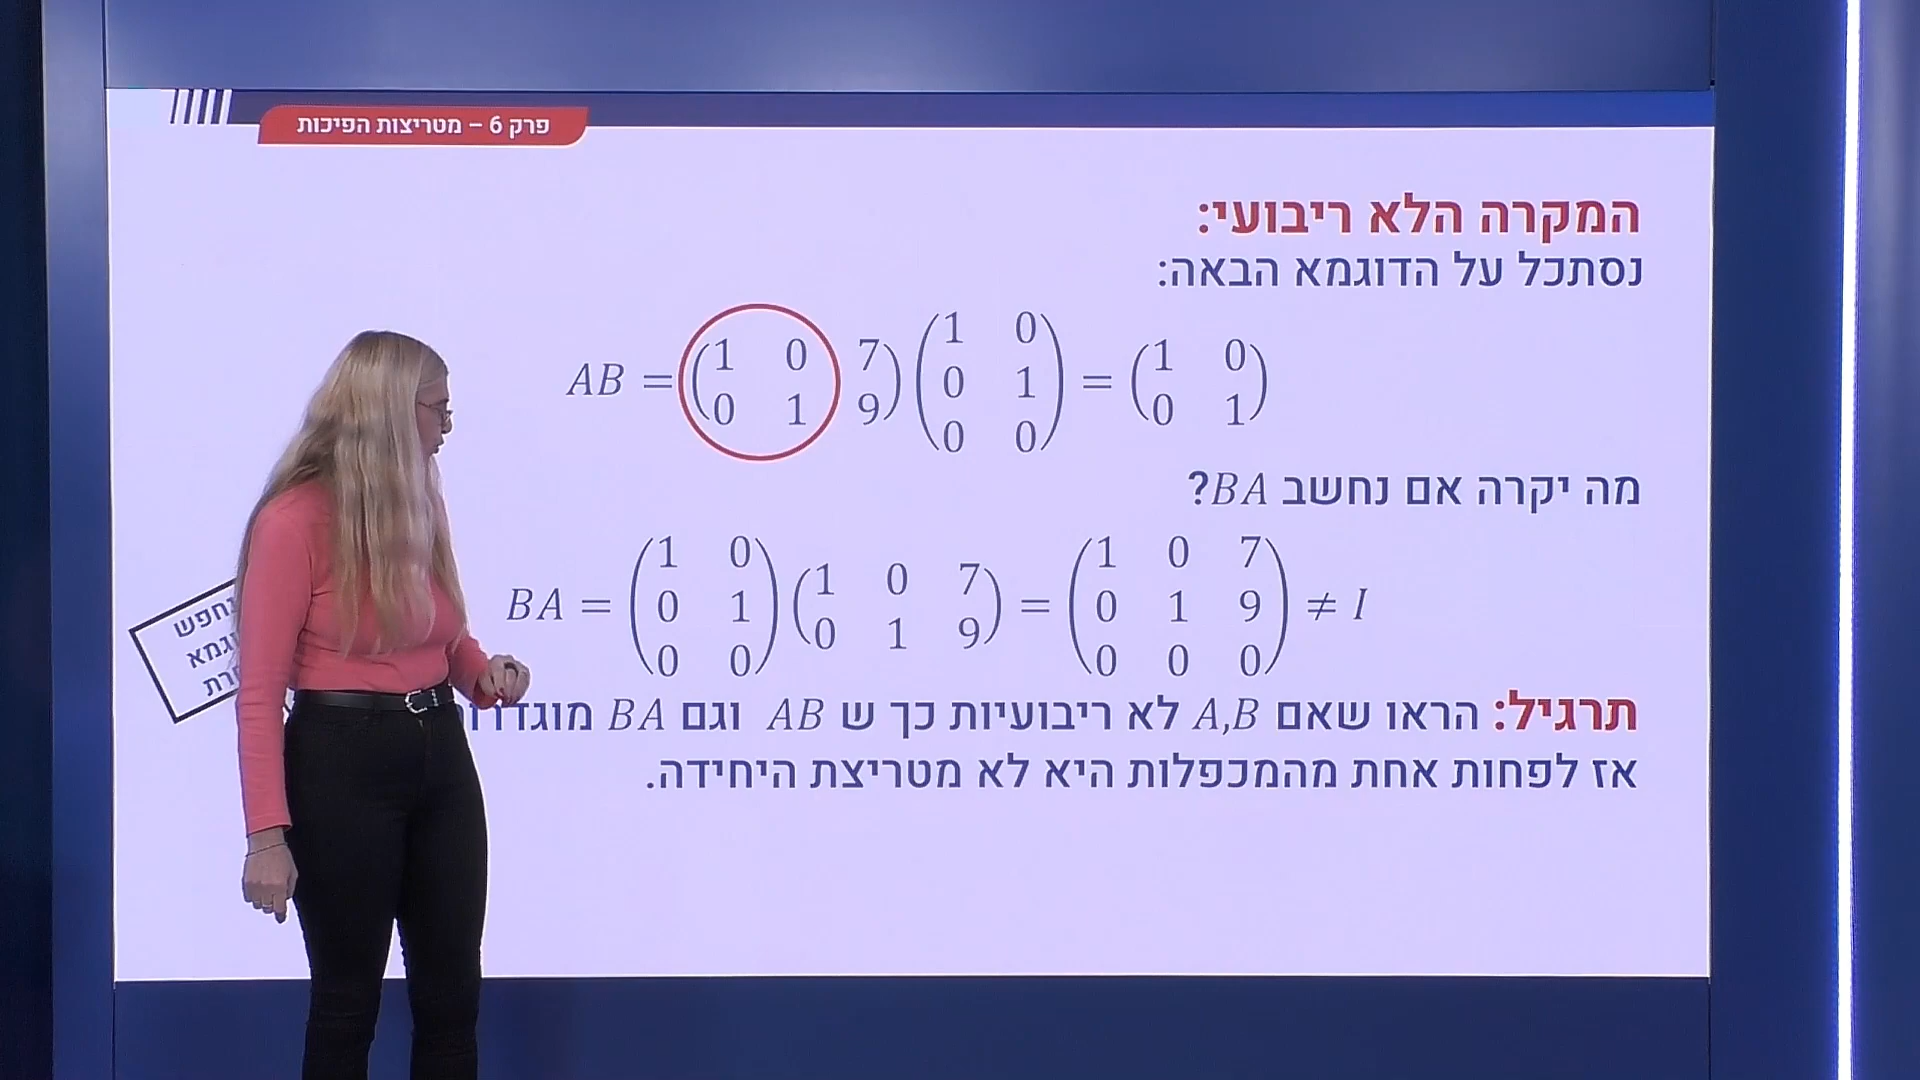 פרק 6 – מטריצות הפיכות
המקרה הלא ריבועי:
נסתכל על הדוגמא הבאה:
AB = (1 0 7
0 1 9) (1 0
0 1
0 0) = (1 0
0 1)
מה יקרה אם נחשב BA?
BA = (1 0
0 1
0 0) (1 0 7
0 1 9) = (1 0 7
0 1 9
0 0 0) ≠ I
תרגיל: הראו שאם A,B לא ריבועיות כך ש AB וגם BA
אז לפחות אחת מהמכפלות היא לא מטריצת היחידה.